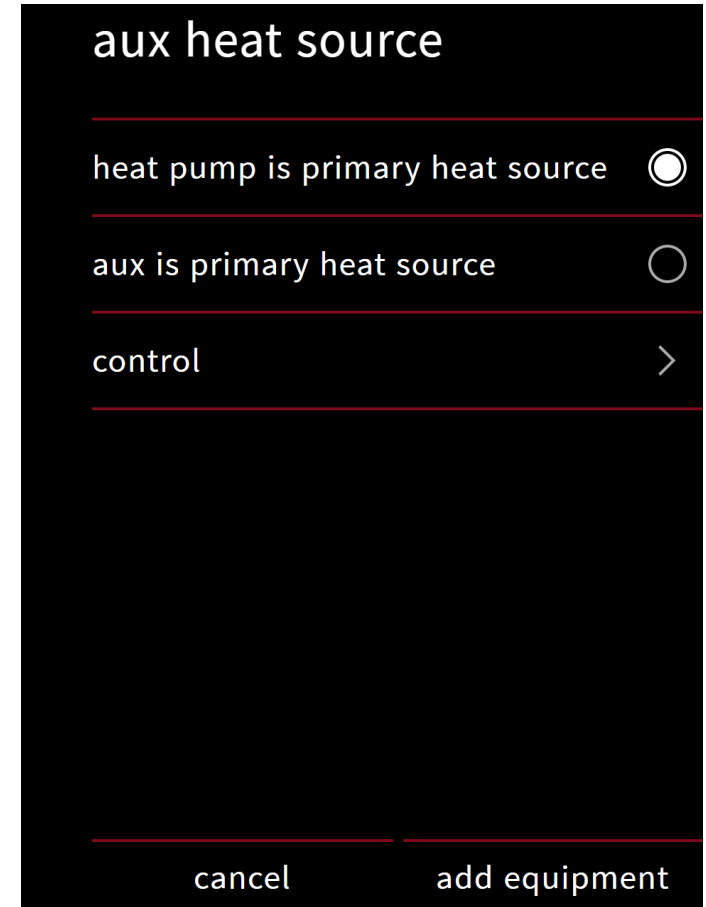 aux heat source
heat pump is primary heat source
aux is primary heat source
control
cancel
add equipment